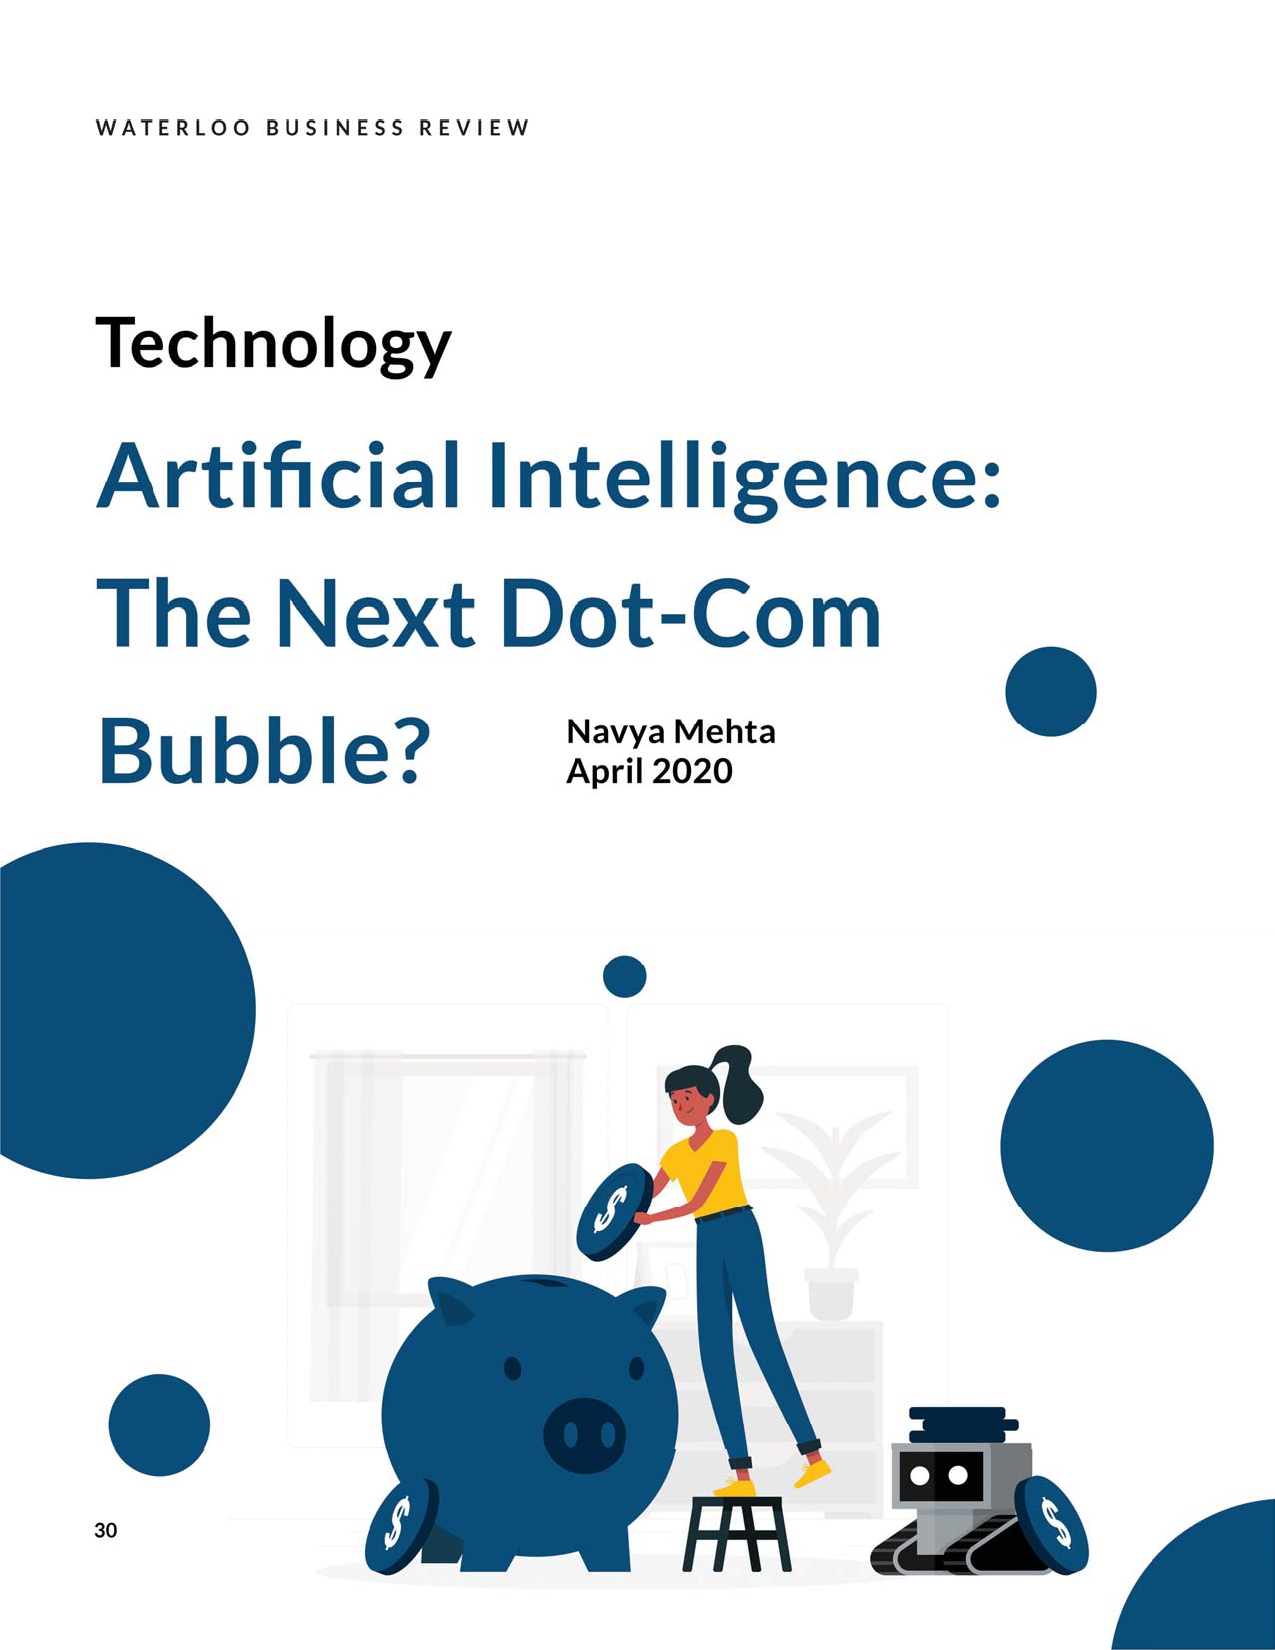 WATERLOO BUSINESS REVIEW
Technology
Artificial Intelligence:
The Next Dot-Com
Bubble?
Navya Mehta
April 2020
$
$
$
30